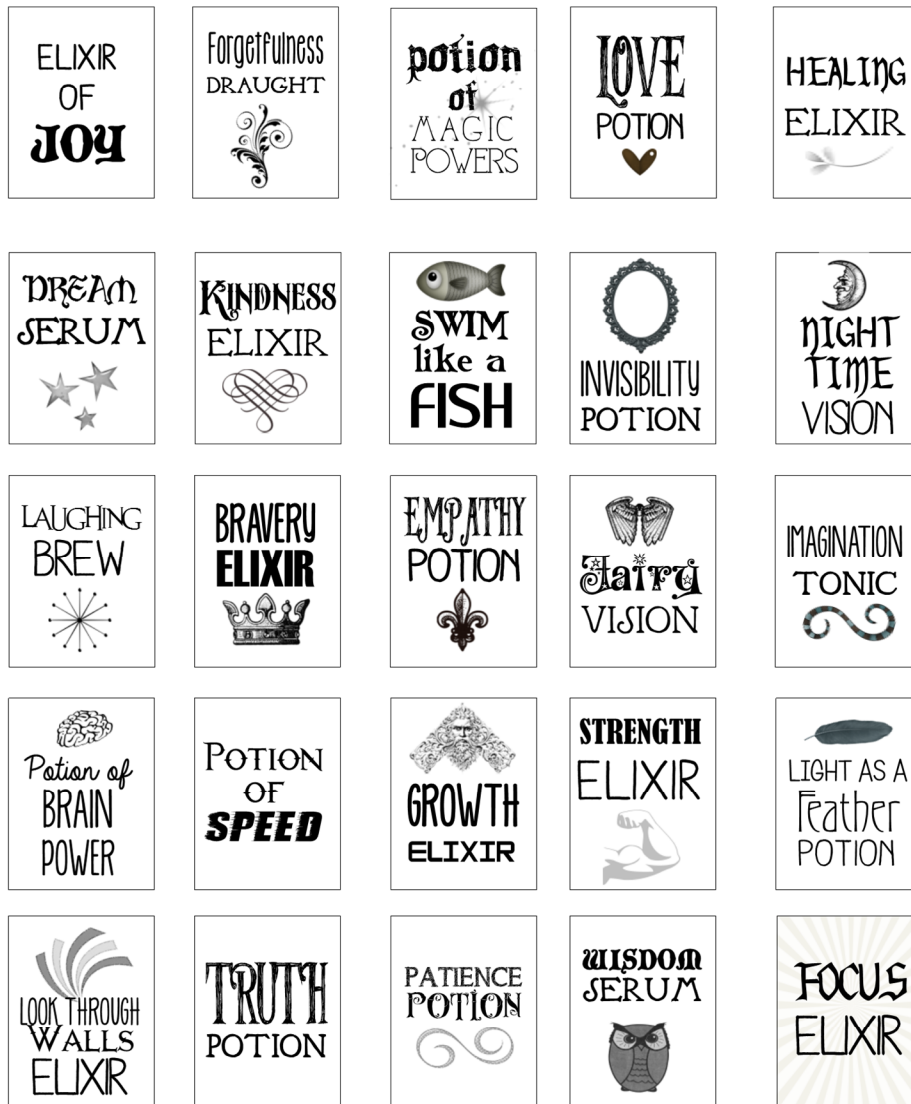 ELIXIR
OF
JOY
Forgetfulness
DRAUGHT
potion
of
MAGIC
POWERS
LOVE
POTION
HEALING
ELIXIR
DREAM
SERUM
KINDNESS
ELIXIR
SWIM
like a
FISH
INVISIBILITY
POTION
NIGHT
TIME
VISION
LAUGHING
BREW
BRAVERY
ELIXIR
EMPATHY
POTION
Fairy
VISION
IMAGINATION
TONIC
Potion of
BRAIN
POWER
POTION
OF
SPEED
GROWTH
ELIXIR
STRENGTH
ELIXIR
LIGHT AS A
Feather
POTION
LOOK THROUGH
WALLS
ELIXIR
TRUTH
POTION
PATIENCE
POTION
WISDOM
SERUM
FOCUS
ELIXIR